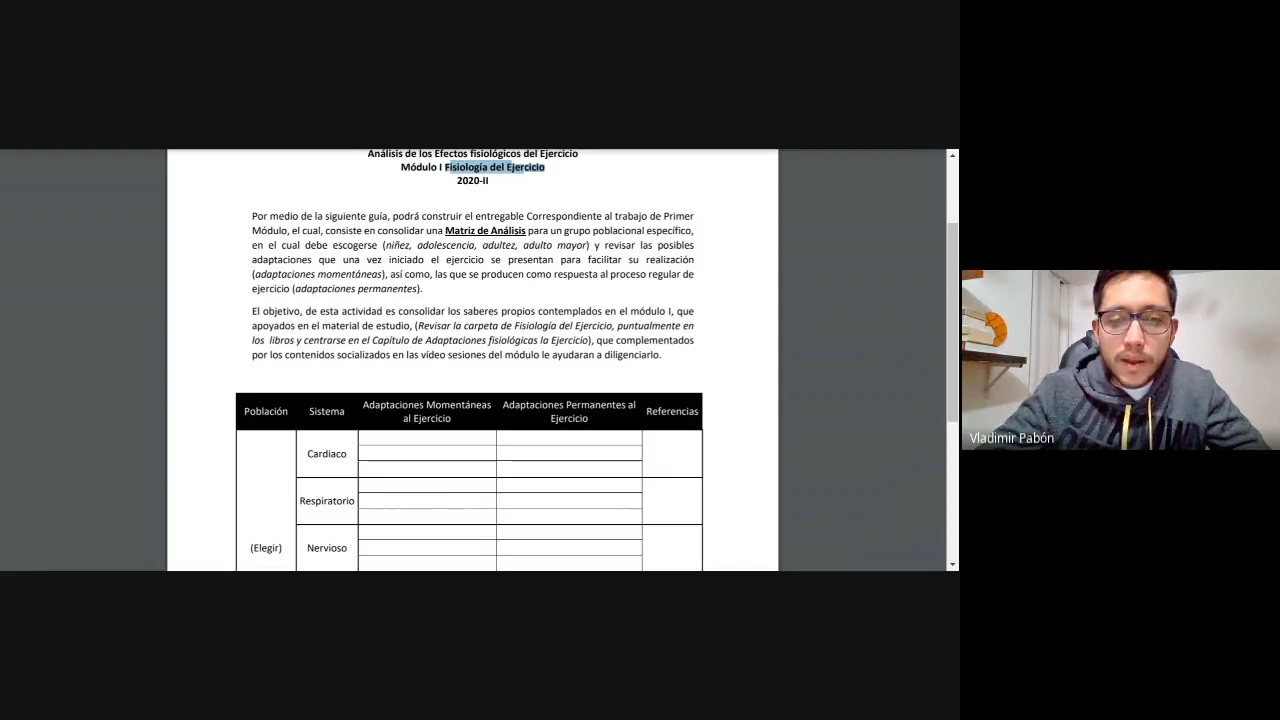 Análisis de los Efectos fisiológicos del Ejercicio
Módulo I Fisiología del Ejercicio
2020-II
Por medio de la siguiente guía, podrá construir el entregable Correspondiente al trabajo de Primer
Módulo, el cual, consiste en consolidar una Matriz de Análisis para un grupo poblacional específico,
en el cual debe escogerse (niñez, adolescencia, adultez, adulto mayor) y revisar las posibles
adaptaciones que una vez iniciado el ejercicio se presentan para facilitar su realización
(adaptaciones momentáneas), así como, las que se producen como respuesta al proceso regular de
ejercicio (adaptaciones permanentes).
El objetivo, de esta actividad es consolidar los saberes propios contemplados en el módulo I, que
apoyados en el material de estudio, (Revisar la carpeta de Fisiología del Ejercicio, puntualmente en
los libros y centrarse en el Capítulo de Adaptaciones fisiológicas la Ejercicio), que complementados
por los contenidos socializados en las vídeo sesiones del módulo le ayudaran a diligenciarlo.
Población Sistema Adaptaciones Momentáneas al Ejercicio Adaptaciones Permanentes al Ejercicio Referencias
Cardiaco
Respiratorio
(Elegir) Nervioso
Vladimir Pabón